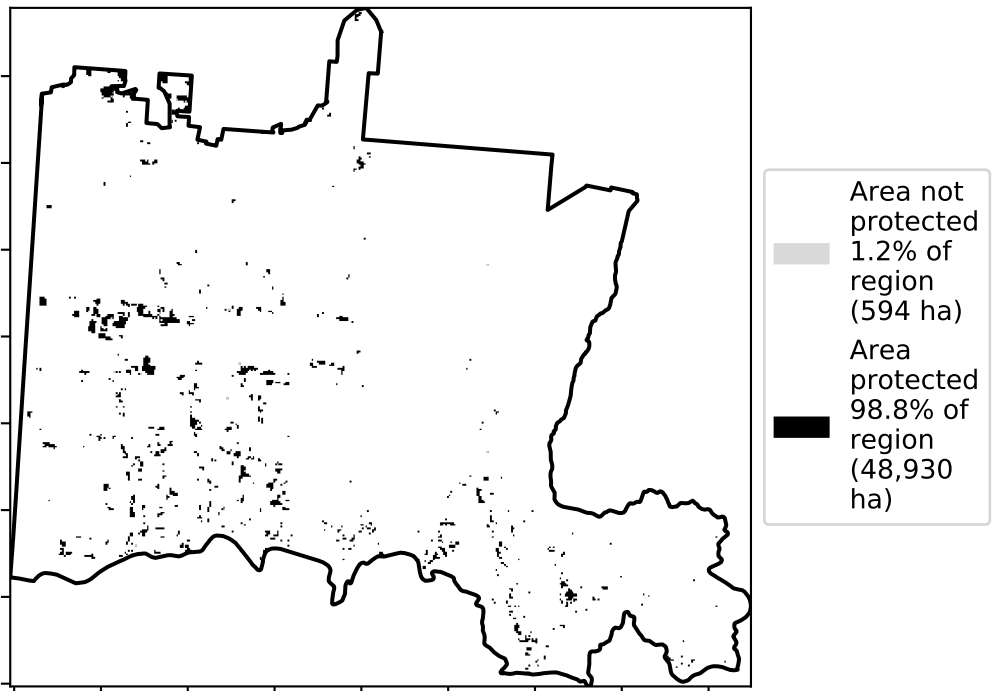 Area not
protected
1.2% of
region
(594 ha)
Area
protected
98.8% of
region
(48,930
ha)